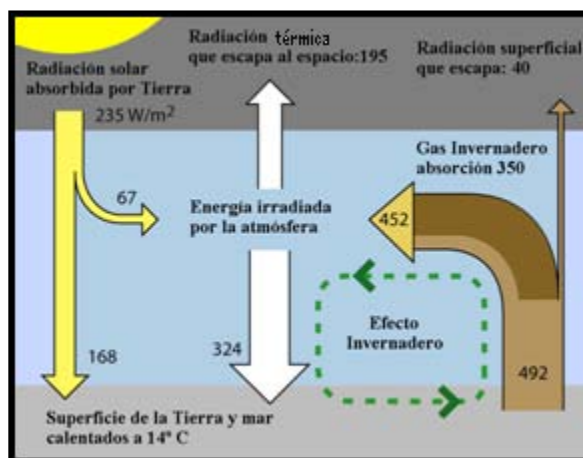 Radiación térmica
que escapa al espacio:195
Radiación superficial
que escapa: 40
Radiación solar
absorbida por Tierra
235 W/m²
Gas Invernadero
absorción 350
67
Energía irradiada
por la atmósfera
452
Efecto
Invernadero
168
324
492
Superficie de la Tierra y mar
calentados a 14º C